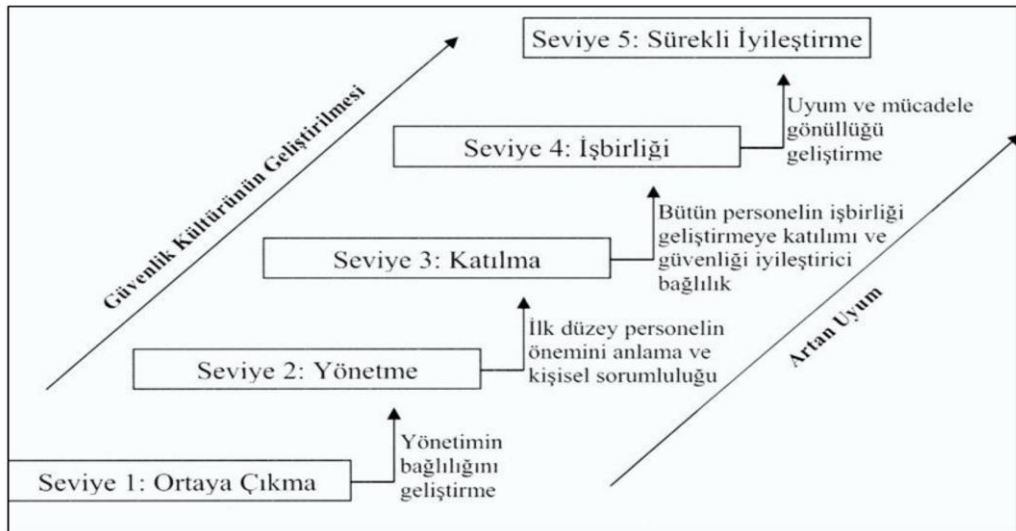 Seviye 5: Sürekli İyileştirme
Uyum ve mücadele
gönüllüğü
geliştirme
Seviye 4: İşbirliği
Bütün personelin işbirliği
geliştirmeye katılımı ve
güvenliği iyileştirici
bağlılık
Seviye 3: Katılma
İlk düzey personelin
önemini anlama ve
kişisel sorumluluğu
Seviye 2: Yönetme
Yönetimin
bağlılığını
geliştirme
Seviye 1: Ortaya Çıkma
Güvenlik Kültürünün Geliştirilmesi
Artan Uyum